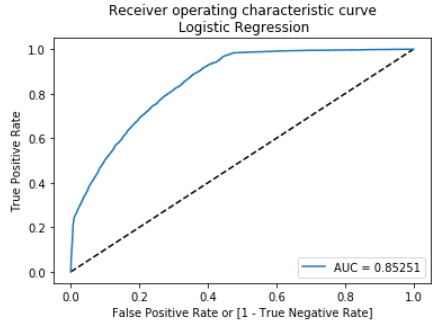 Receiver operating characteristic curve
Logistic Regression
1.0
0.8
0.6
0.4
0.2
0.0
True Positive Rate
AUC = 0.85251
0.0 0.2 0.4 0.6 0.8 1.0
False Positive Rate or [1 - True Negative Rate]